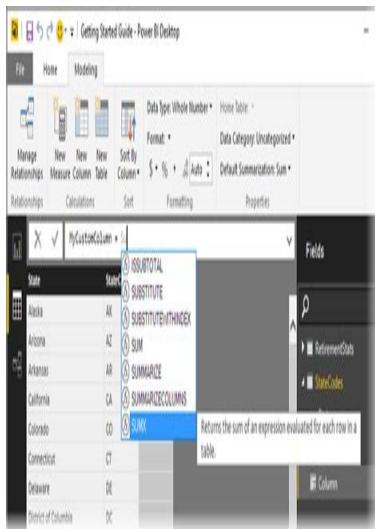 Getting Started Guide - Power BI Desktop
File Home Modeling
Manage Relationships
New Measure
New Column
New Table
Sort By Column
Data Type: Whole Number
Format:
$ % , Auto
Home Table:
Data Category: Uncategorized
Default Summarization: Sum
Relationships Calculations Sort Formatting Properties
MyCustomColumn =
Fields
State
Alaska AK
Arizona AZ
Arkansas AR
California CA
Colorado CO
Connecticut CT
Delaware DE
District of Columbia DC
ISSUBTOTAL
SUBSTITUTE
SUBSTITUTEWITHINDEX
SUM
SUMMARIZE
SUMMARIZECOLUMNS
SUMX
Returns the sum of an expression evaluated for each row in a
table.
RetirementStats
StateCodes
Column